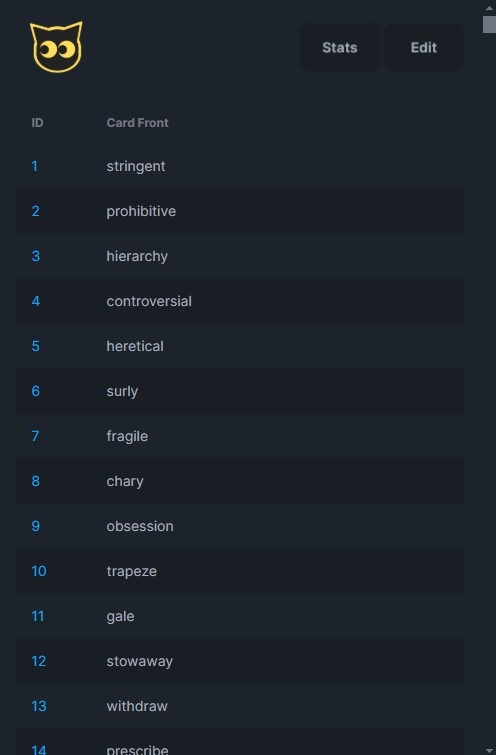 Stats Edit
ID Card Front
1 stringent
2 prohibitive
3 hierarchy
4 controversial
5 heretical
6 surly
7 fragile
8 chary
9 obsession
10 trapeze
11 gale
12 stowaway
13 withdraw
14 prescribe